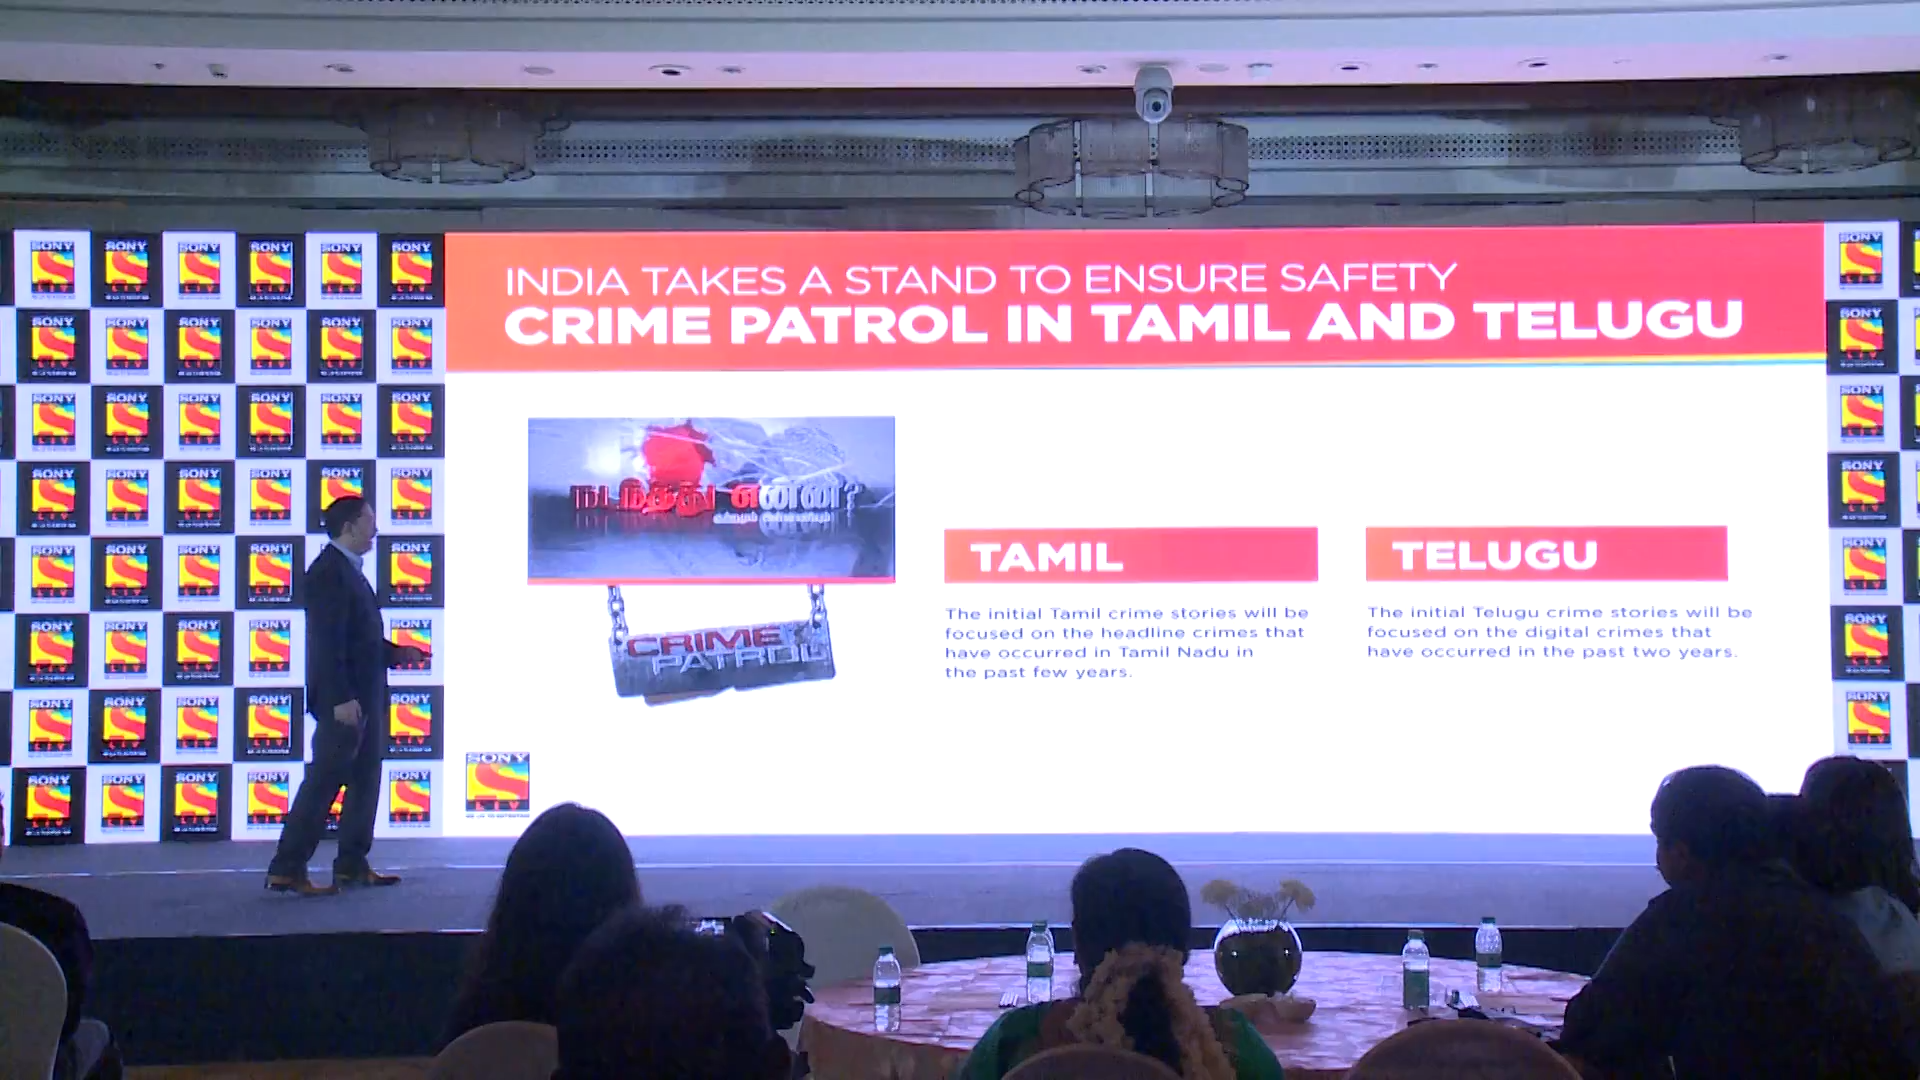 INDIA TAKES A STAND TO ENSURE SAFETY
CRIME PATROL IN TAMIL AND TELUGU
நடந்தது என்ன?
CRIME
PATROL
TAMIL
The initial Tamil crime stories will be
focused on the headline crimes that
have occurred in Tamil Nadu in
the past few years.
TELUGU
The initial Telugu crime stories will be
focused on the digital crimes that
have occurred in the past two years.
SONY
LIV